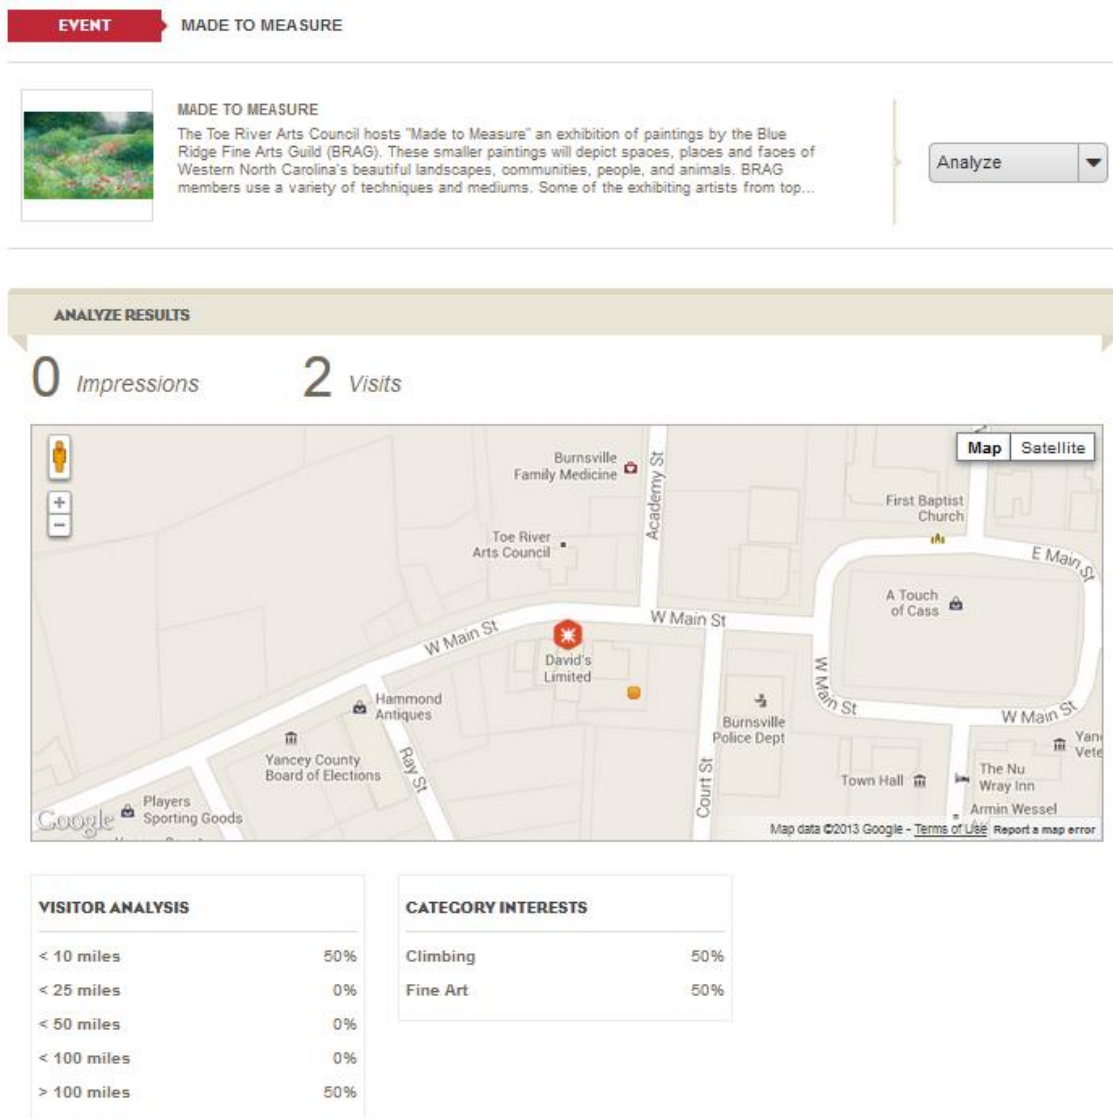 EVENT MADE TO MEASURE
MADE TO MEASURE
The Toe River Arts Council hosts "Made to Measure" an exhibition of paintings by the Blue
Ridge Fine Arts Guild (BRAG). These smaller paintings will depict spaces, places and faces of
Western North Carolina's beautiful landscapes, communities, people, and animals. BRAG
members use a variety of techniques and mediums. Some of the exhibiting artists from top...
Analyze
ANALYZE RESULTS
0 Impressions 2 Visits
Map Satellite
Burnsville
Family Medicine
Academy St
First Baptist
Church
Toe River
Arts Council
E Main St
A Touch
of Cass
W Main St
W Main St
David's
Limited
W Main St
Hammond
Antiques
Burnsville
Police Dept
W Main St
Yancey County
Board of Elections
Ray St
Court St
Town Hall
The Nu
Wray Inn
Players
Sporting Goods
Armin Wessel
Google
Map data ©2013 Google - Terms of Use Report a map error
VISITOR ANALYSIS
< 10 miles 50%
< 25 miles 0%
< 50 miles 0%
< 100 miles 0%
> 100 miles 50%
CATEGORY INTERESTS
Climbing 50%
Fine Art 50%